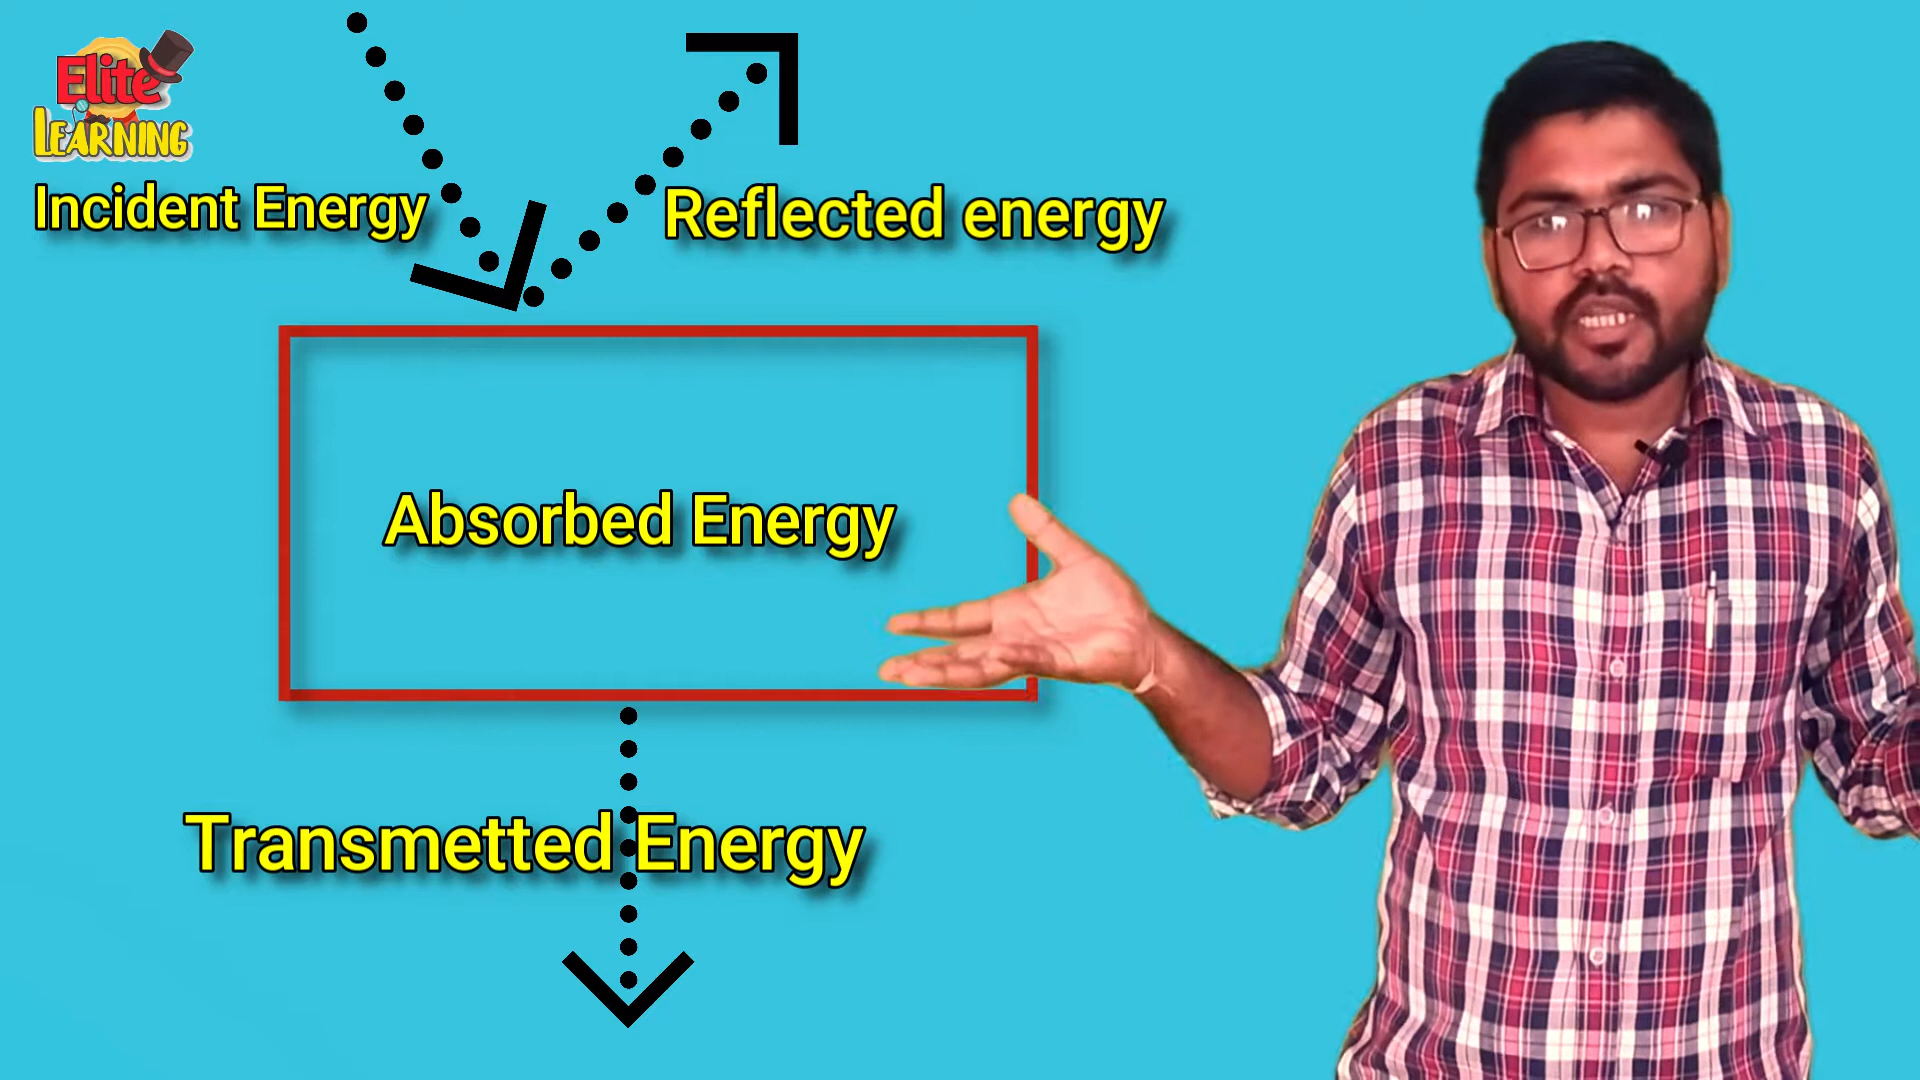 Elite
LEARNING
Incident Energy
Reflected energy
Absorbed Energy
Transmetted Energy